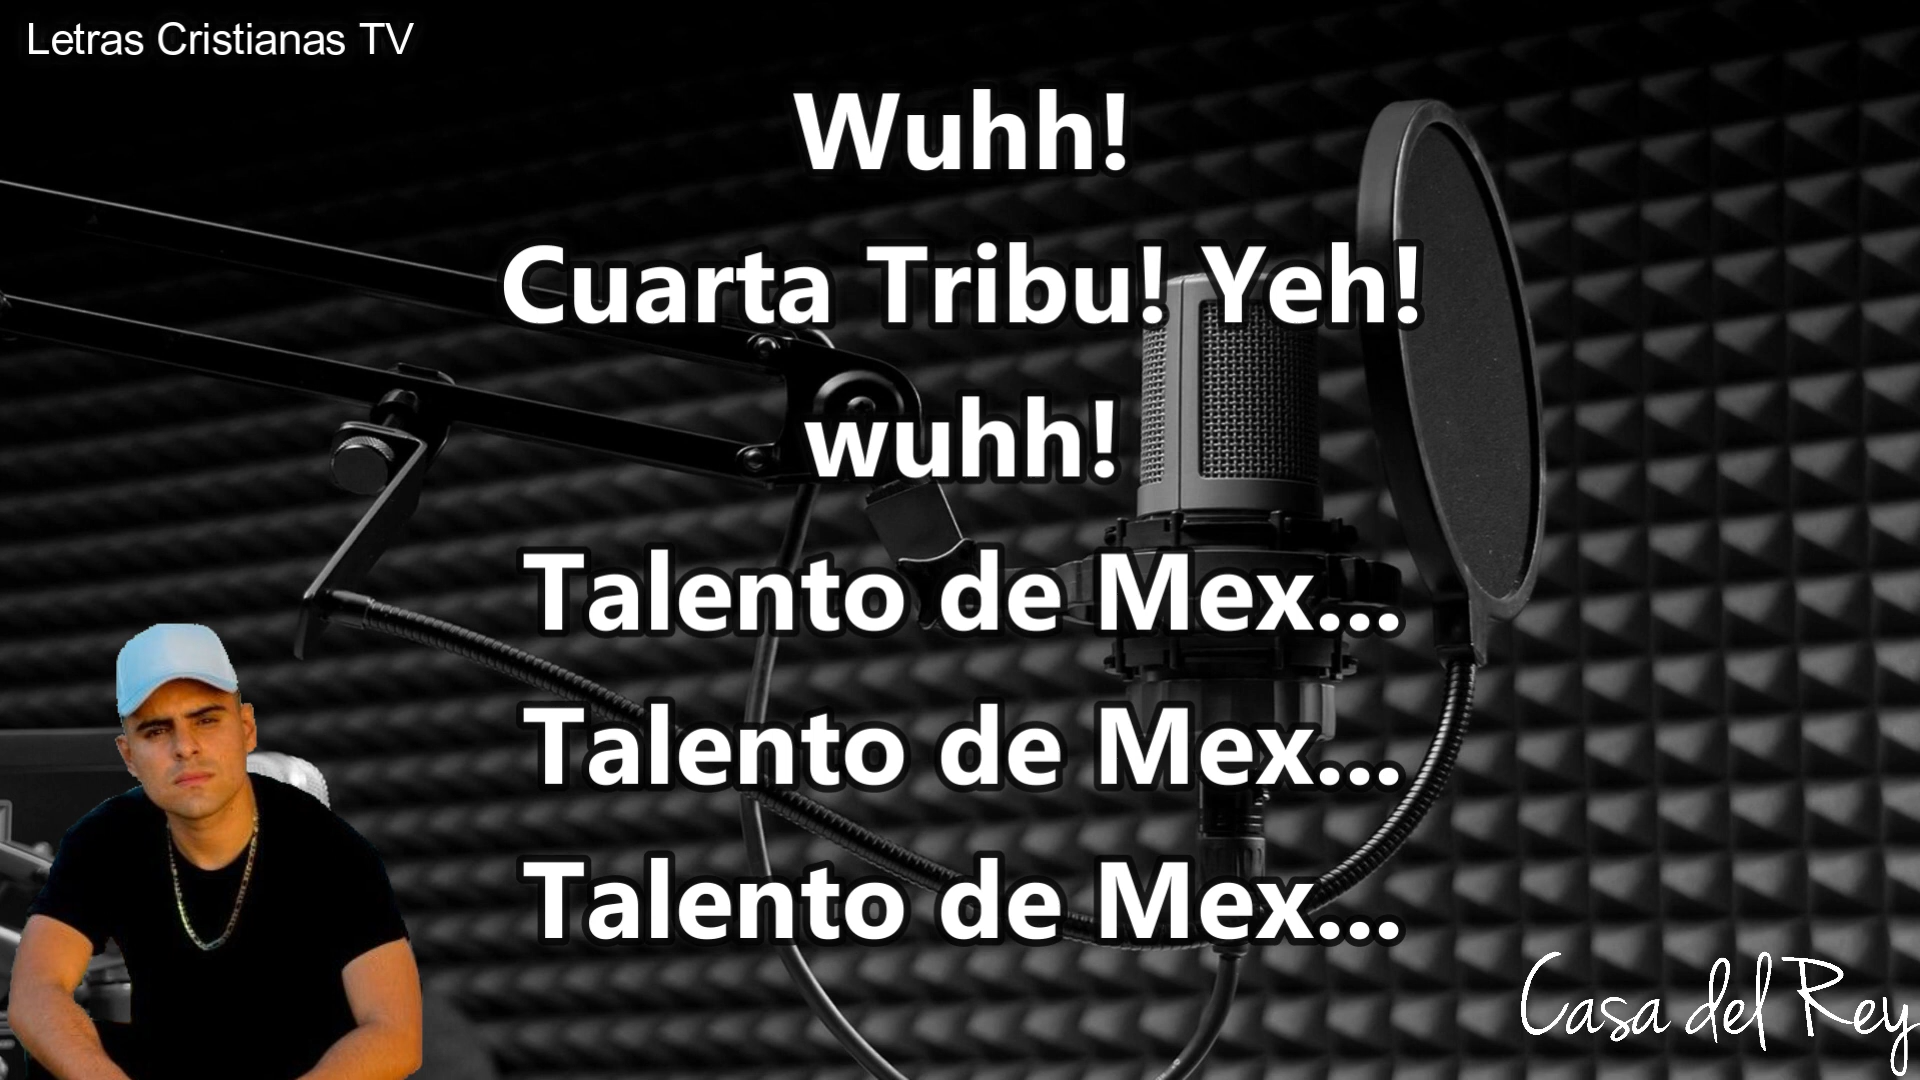 Letras Cristianas TV
Wuhh!
Cuarta Tribu! Yeh!
wuhh!
Talento de Mex...
Talento de Mex...
Talento de Mex...
Casa del Rey